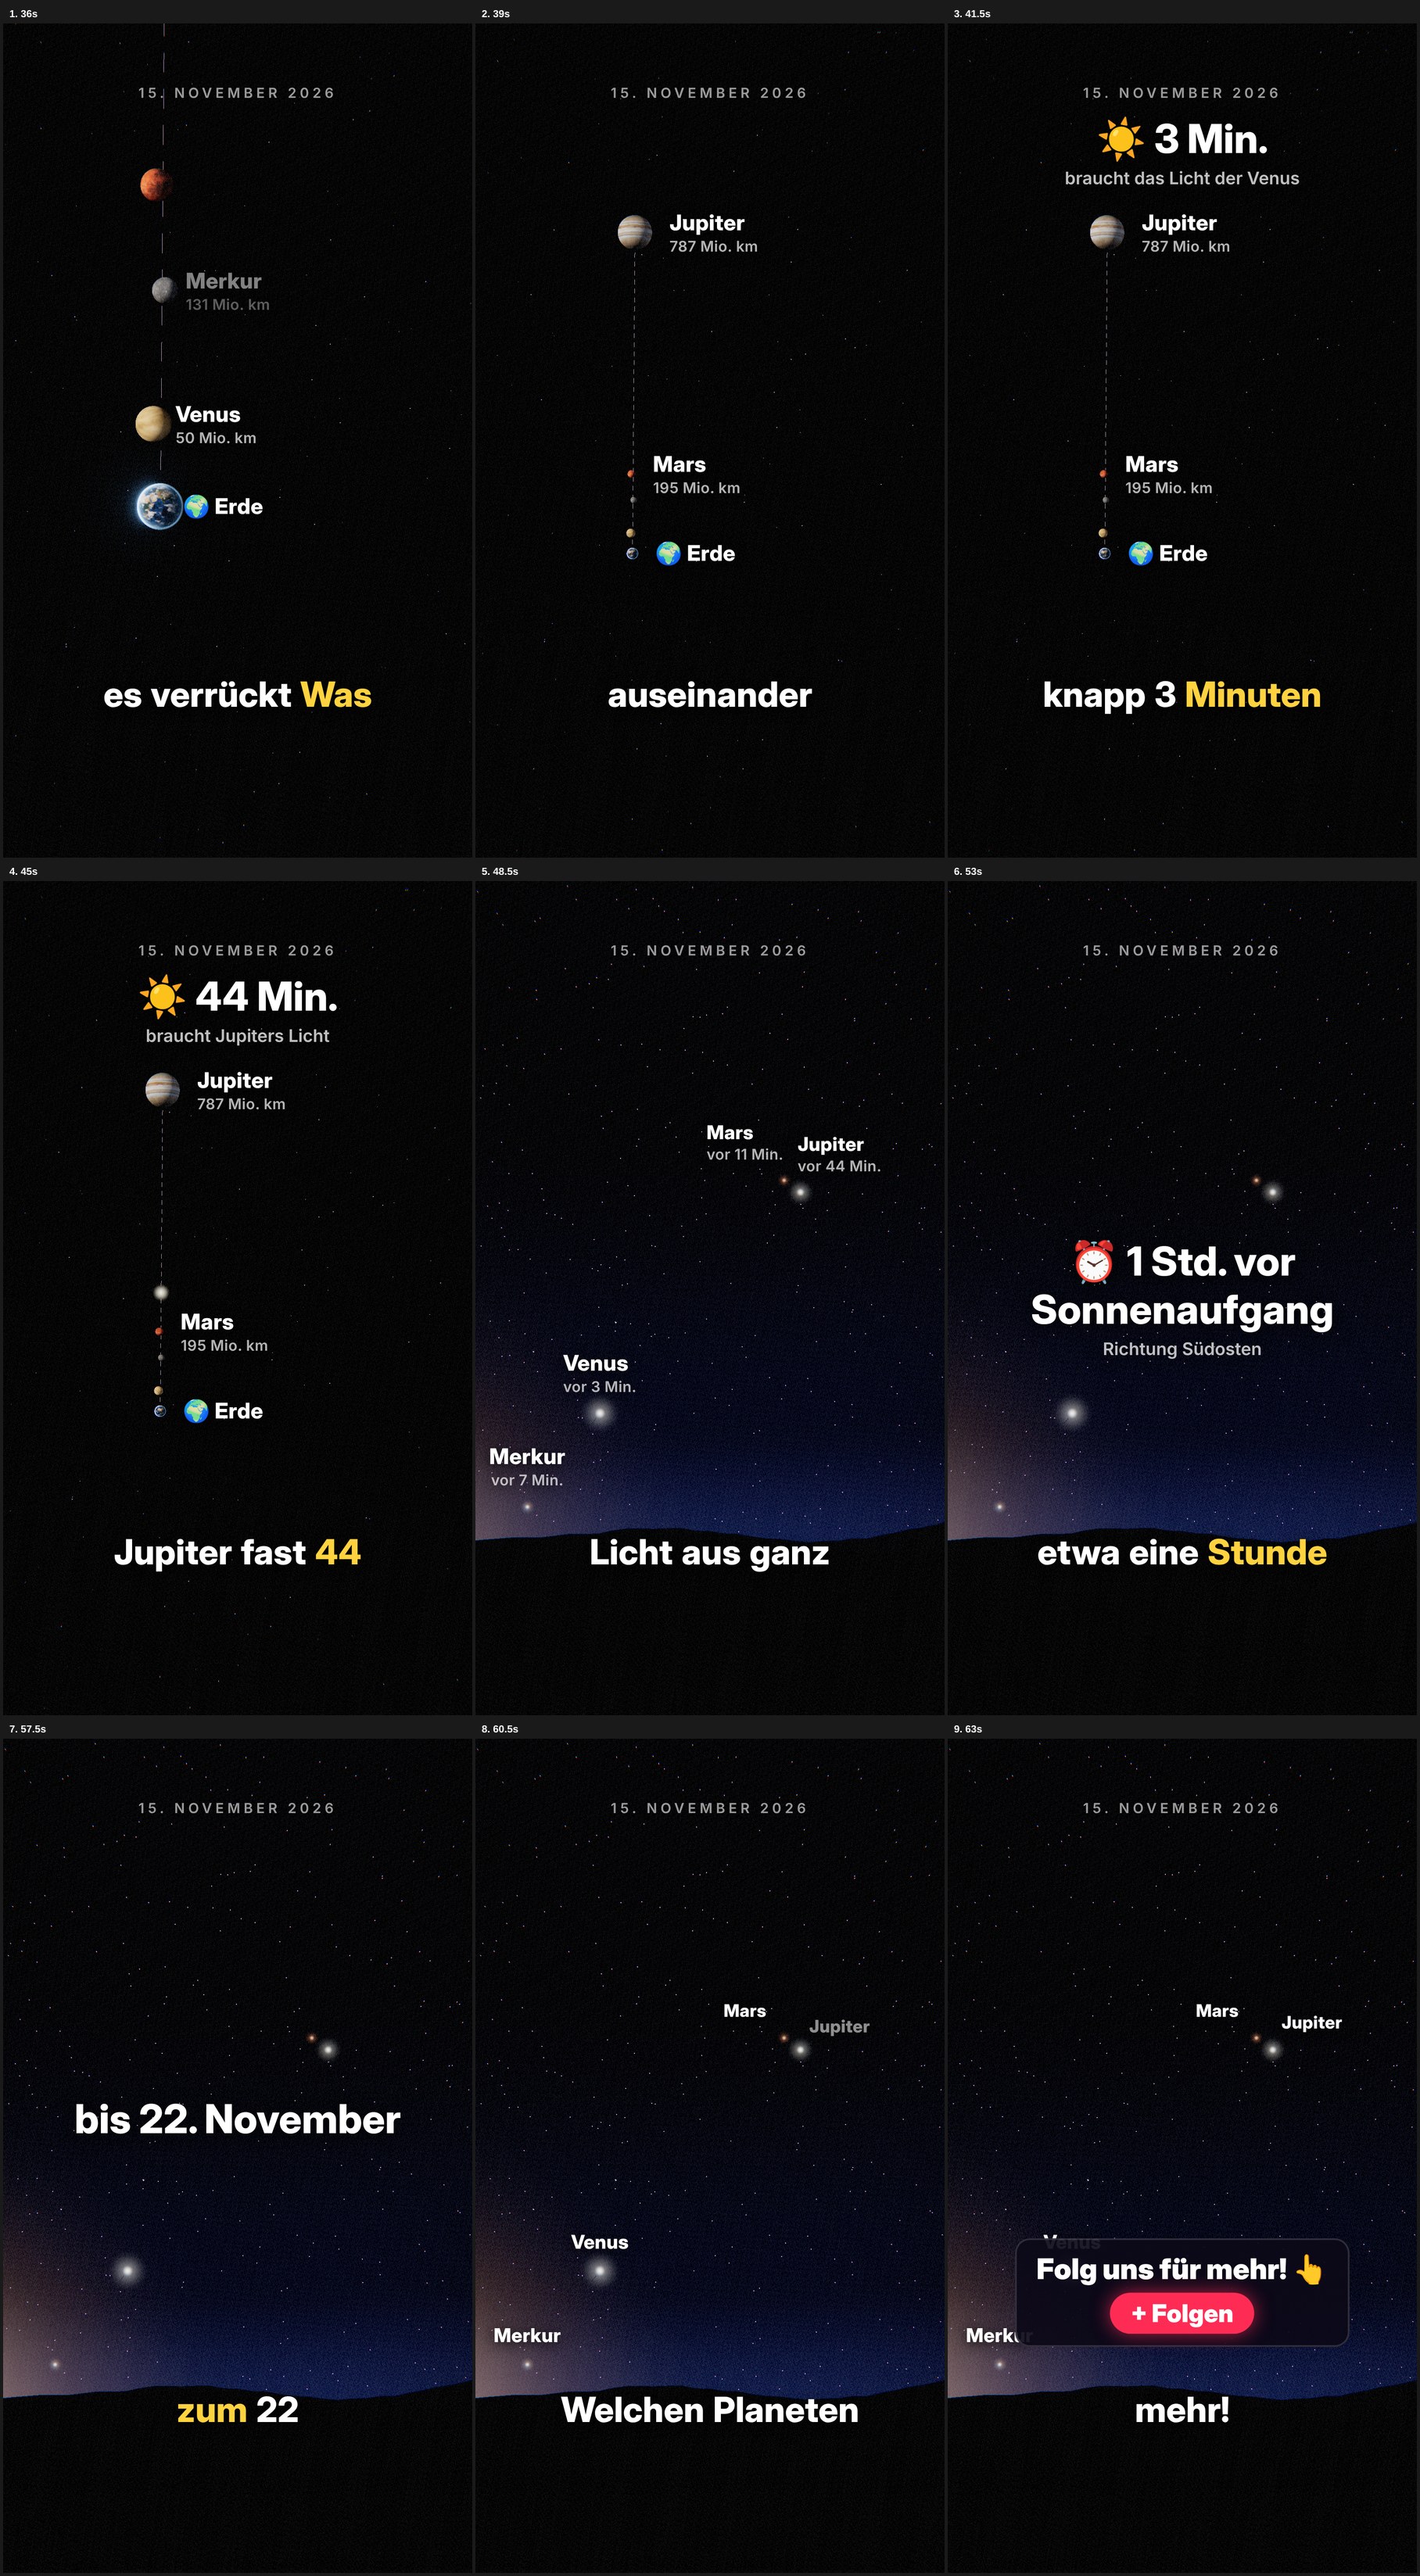 1. 36s
15. NOVEMBER 2026
Merkur
131 Mio. km
Venus
50 Mio. km
Erde
es verrückt Was
2. 39s
15. NOVEMBER 2026
Jupiter
787 Mio. km
Mars
195 Mio. km
Erde
auseinander
3. 41.5s
15. NOVEMBER 2026
3 Min.
braucht das Licht der Venus
Jupiter
787 Mio. km
Mars
195 Mio. km
Erde
knapp 3 Minuten
4. 45s
15. NOVEMBER 2026
44 Min.
braucht Jupiters Licht
Jupiter
787 Mio. km
Mars
195 Mio. km
Erde
Jupiter fast 44
5. 48.5s
15. NOVEMBER 2026
Mars
vor 11 Min.
Jupiter
vor 44 Min.
Venus
vor 3 Min.
Merkur
vor 7 Min.
Licht aus ganz
6. 53s
15. NOVEMBER 2026
1 Std. vor
Sonnenaufgang
Richtung Südosten
etwa eine Stunde
7. 57.5s
15. NOVEMBER 2026
bis 22. November
zum 22
8. 60.5s
15. NOVEMBER 2026
Mars
Jupiter
Venus
Merkur
Welchen Planeten
9. 63s
15. NOVEMBER 2026
Mars
Jupiter
Venus
Folg uns für mehr!
+ Folgen
Merkur
mehr!